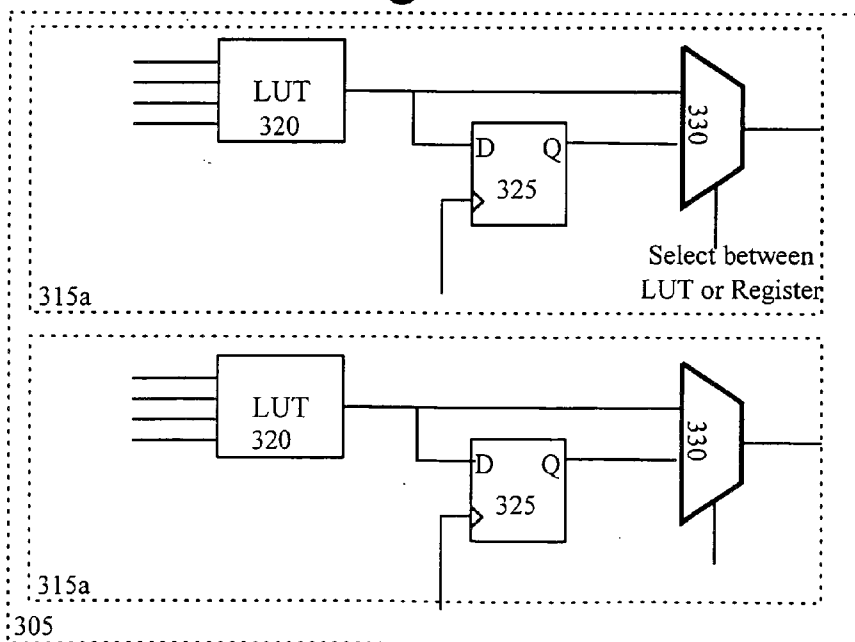 LUT
320
330
D Q
325
Select between
LUT or Register
315a
LUT
320
330
D Q
325
315a
305